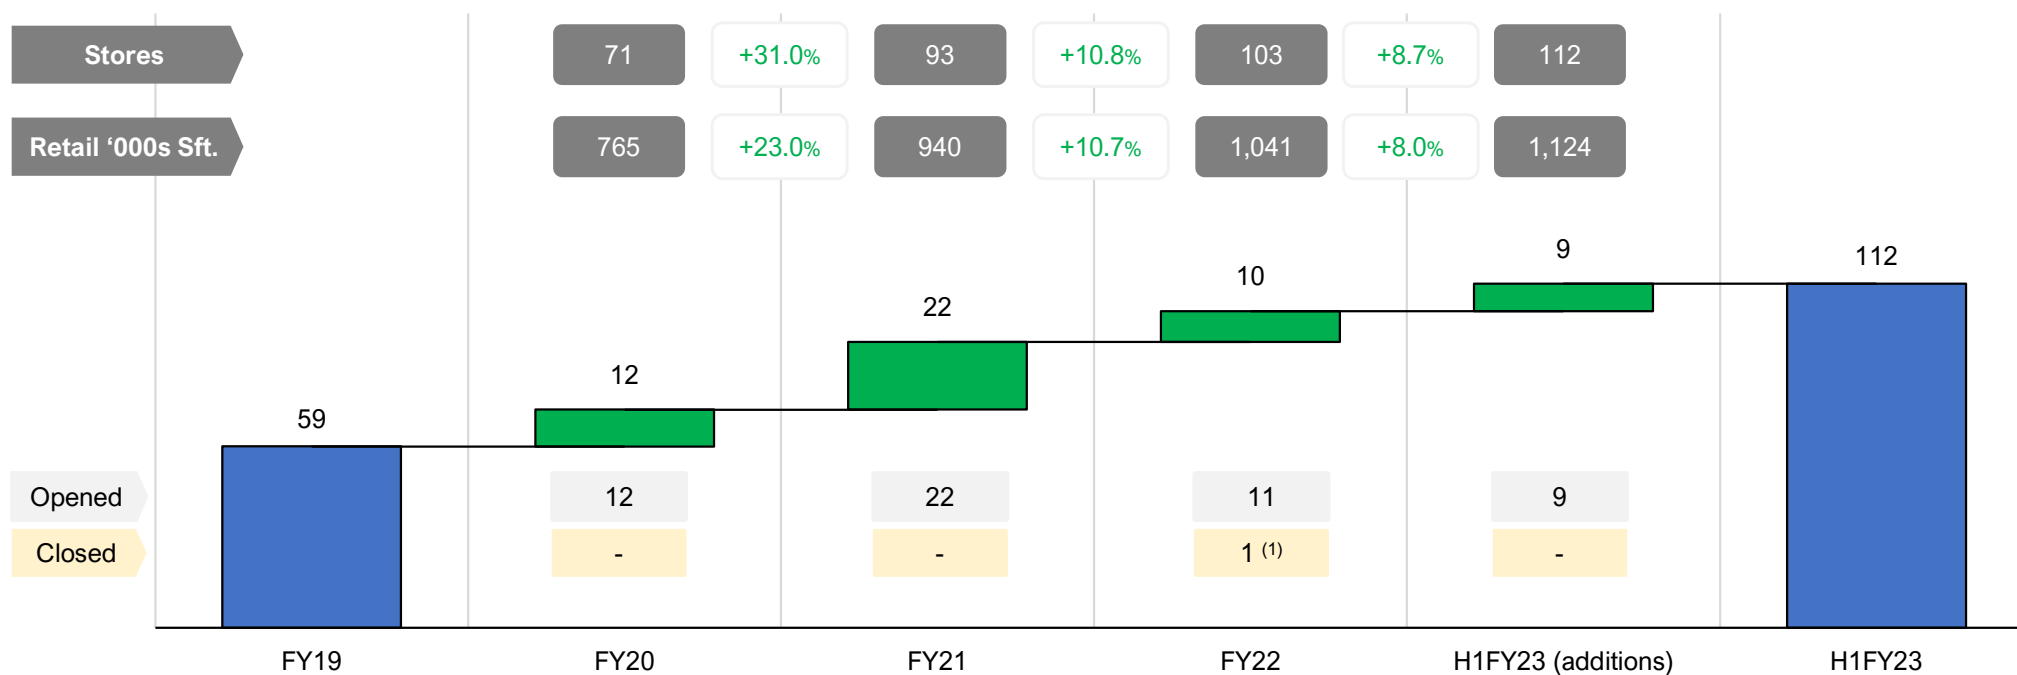 Stores 71 +31.0% 93 +10.8% 103 +8.7% 112
Retail ‘000s Sft. 765 +23.0% 940 +10.7% 1,041 +8.0% 1,124
59 12 22 10 9 112
Opened 12 22 11 9
Closed - - 1 (1) -
FY19 FY20 FY21 FY22 H1FY23 (additions) H1FY23